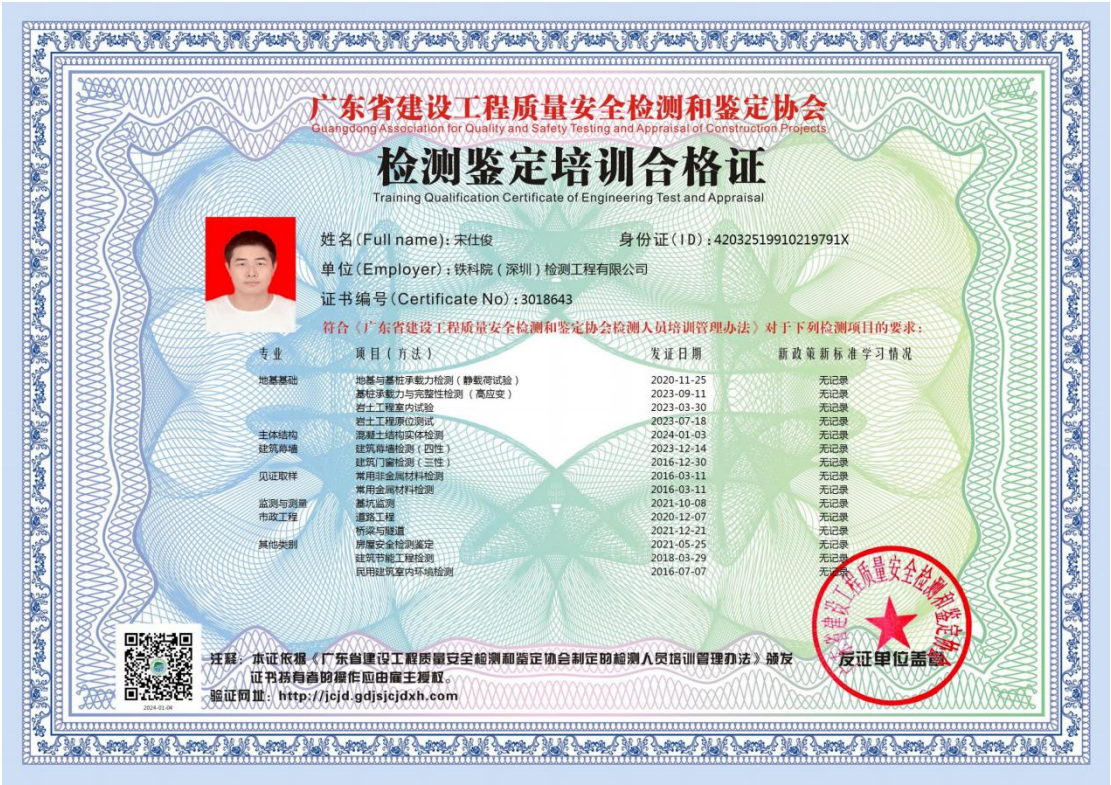 广东省建设工程质量安全检测和鉴定协会
Guangdong Association for Quality and Safety Testing and Appraisal of Construction Projects
检测鉴定培训合格证
Training Qualification Certificate of Engineering Test and Appraisal
姓名(Full name)：宋仕俊 身份证(ID)：42032519910219791X
单位(Employer)：铁科院（深圳）检测工程有限公司
证书编号(Certificate No)：3018643
符合《广东省建设工程质量安全检测和鉴定协会检测人员培训管理办法》对于下列检测项目的要求：
专业 项目(方法) 发证日期 新政策新标准学习情况
地基基础 地基与基桩承载力检测（静载荷试验） 2020-11-25 无记录
基桩承载力与完整性检测（高应变） 2023-09-11 无记录
岩土工程室内试验 2023-03-30 无记录
岩土工程原位测试 2023-07-18 无记录
主体结构 混凝土结构实体检测 2024-01-03 无记录
建筑幕墙 建筑幕墙检测（四性） 2023-12-14 无记录
建筑门窗检测（三性） 2016-12-30 无记录
见证取样 常用非金属材料检测 2016-03-11 无记录
常用金属材料检测 2016-03-11 无记录
监测与测量 基坑监测 2021-10-08 无记录
市政工程 道路工程 2020-12-07 无记录
桥梁与隧道 2021-12-21 无记录
其他类别 房屋安全检测鉴定 2021-05-25 无记录
建筑节能工程检测 2018-03-29 无记录
民用建筑室内环境检测 2016-07-07 无记录
广东省建设工程质量安全检测和鉴定协会
发证单位盖章
注释：本证依据《广东省建设工程质量安全检测和鉴定协会制定的检测人员培训管理办法》颁发
证书持有者的操作应由雇主授权。
验证网址：http://jcjd.gdjsjcjdxh.com
2024-01-04